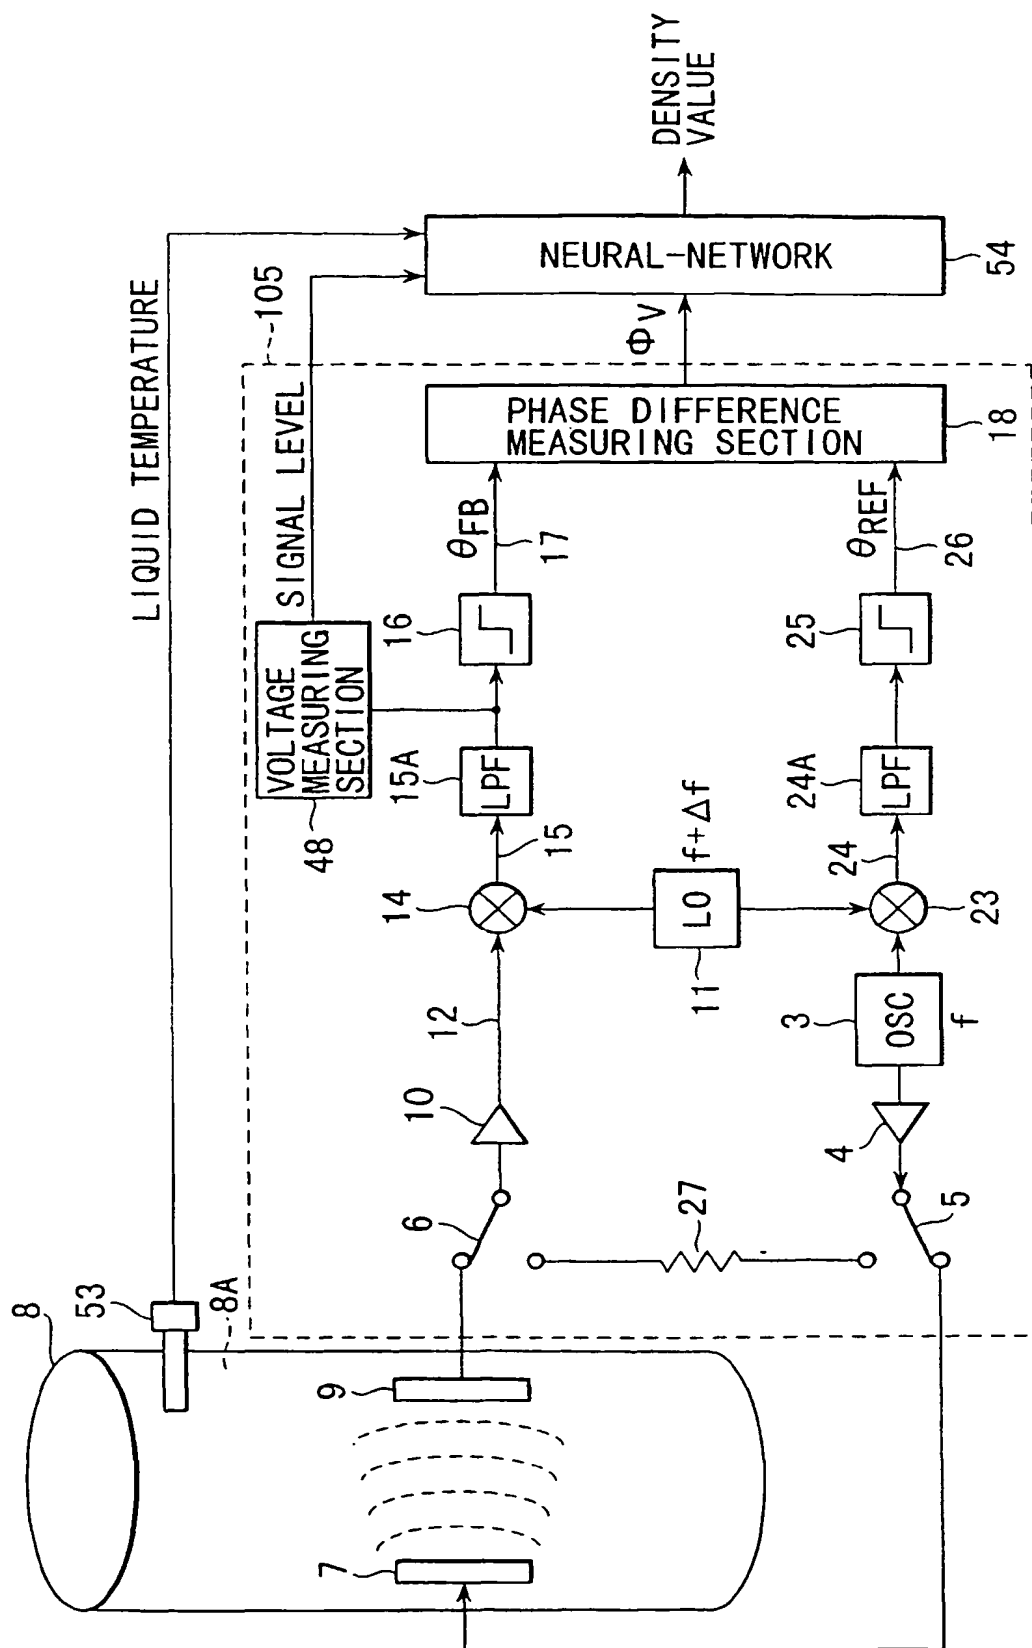 8
53
8A
LIQUID TEMPERATURE
105
SIGNAL LEVEL
VOLTAGE
MEASURING
SECTION
48
7
9
6
10
12
14
15
15A
LPF
16
θFB
17
PHASE DIFFERENCE
MEASURING SECTION
18
ΦV
NEURAL-NETWORK
54
DENSITY
VALUE
27
11
LO
f+Δf
5
4
3
OSC
f
23
24
24A
LPF
25
θREF
26